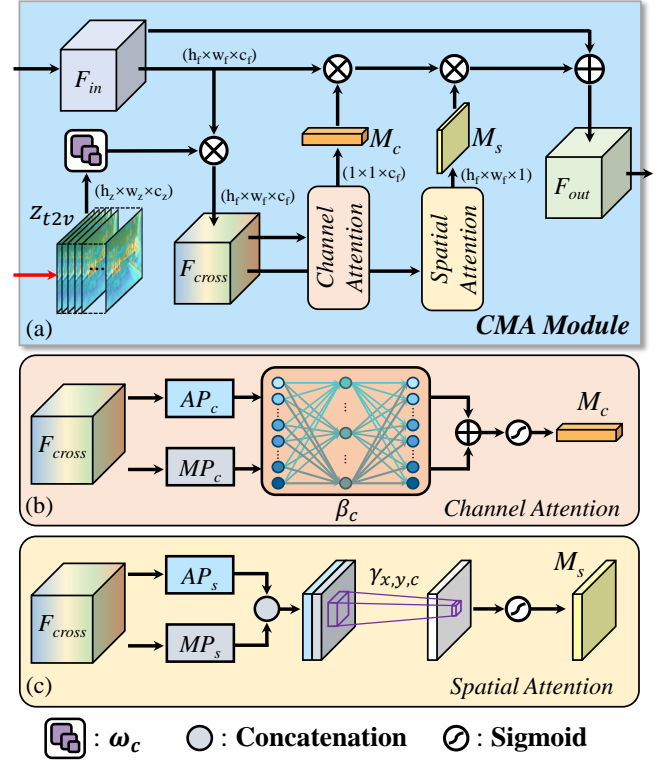 F_in
(h_f×w_f×c_f)
M_c
M_s
(h_z×w_z×c_z)
(h_f×w_f×c_f)
(1×1×c_f)
(h_f×w_f×1)
z_t2v
...
F_cross
Channel
Attention
Spatial
Attention
F_out
(a)
CMA Module
F_cross
AP_c
MP_c
β_c
M_c
(b)
Channel Attention
F_cross
AP_s
MP_s
γ_x,y,c
M_s
(c)
Spatial Attention
: ω_c
: Concatenation
: Sigmoid